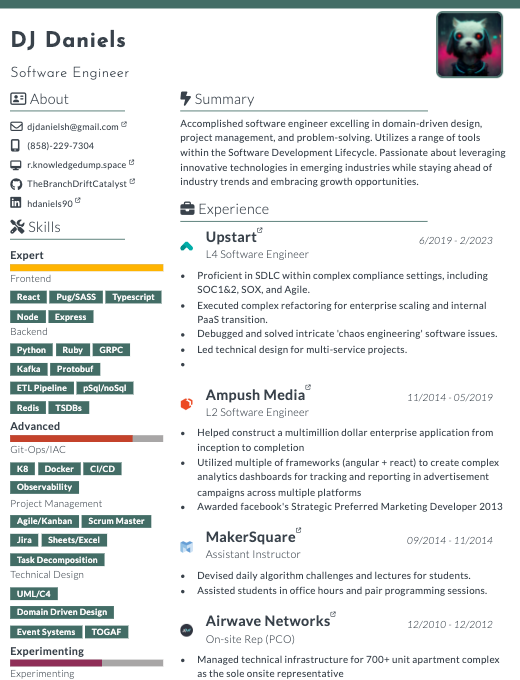 DJ Daniels
Software Engineer
About
djdanielsh@gmail.com
(858)-229-7304
r.knowledgedump.space
TheBranchDriftCatalyst
hdaniels90
Skills
Expert
Frontend
React Pug/SASS Typescript
Node Express
Backend
Python Ruby GRPC
Kafka Protobuf
ETL Pipeline pSql/noSql
Redis TSDBs
Advanced
Git-Ops/IAC
K8 Docker CI/CD
Observability
Project Management
Agile/Kanban Scrum Master
Jira Sheets/Excel
Task Decomposition
Technical Design
UML/C4
Domain Driven Design
Event Systems TOGAF
Experimenting
Experimenting
Summary
Accomplished software engineer excelling in domain-driven design,
project management, and problem-solving. Utilizes a range of tools
within the Software Development Lifecycle. Passionate about leveraging
innovative technologies in emerging industries while staying ahead of
industry trends and embracing growth opportunities.
Experience
Upstart 6/2019 - 2/2023
L4 Software Engineer
• Proficient in SDLC within complex compliance settings, including
SOC1&2, SOX, and Agile.
• Executed complex refactoring for enterprise scaling and internal
PaaS transition.
• Debugged and solved intricate 'chaos engineering' software issues.
• Led technical design for multi-service projects.
•
Ampush Media 11/2014 - 05/2019
L2 Software Engineer
• Helped construct a multimillion dollar enterprise application from
inception to completion
• Utilized multiple of frameworks (angular + react) to create complex
analytics dashboards for tracking and reporting in advertisement
campaigns across multiple platforms
• Awarded facebook's Strategic Preferred Marketing Developer 2013
MakerSquare 09/2014 - 11/2014
Assistant Instructor
• Devised daily algorithm challenges and lectures for students.
• Assisted students in office hours and pair programming sessions.
Airwave Networks 12/2010 - 12/2012
On-site Rep (PCO)
• Managed technical infrastructure for 700+ unit apartment complex
as the sole onsite representative